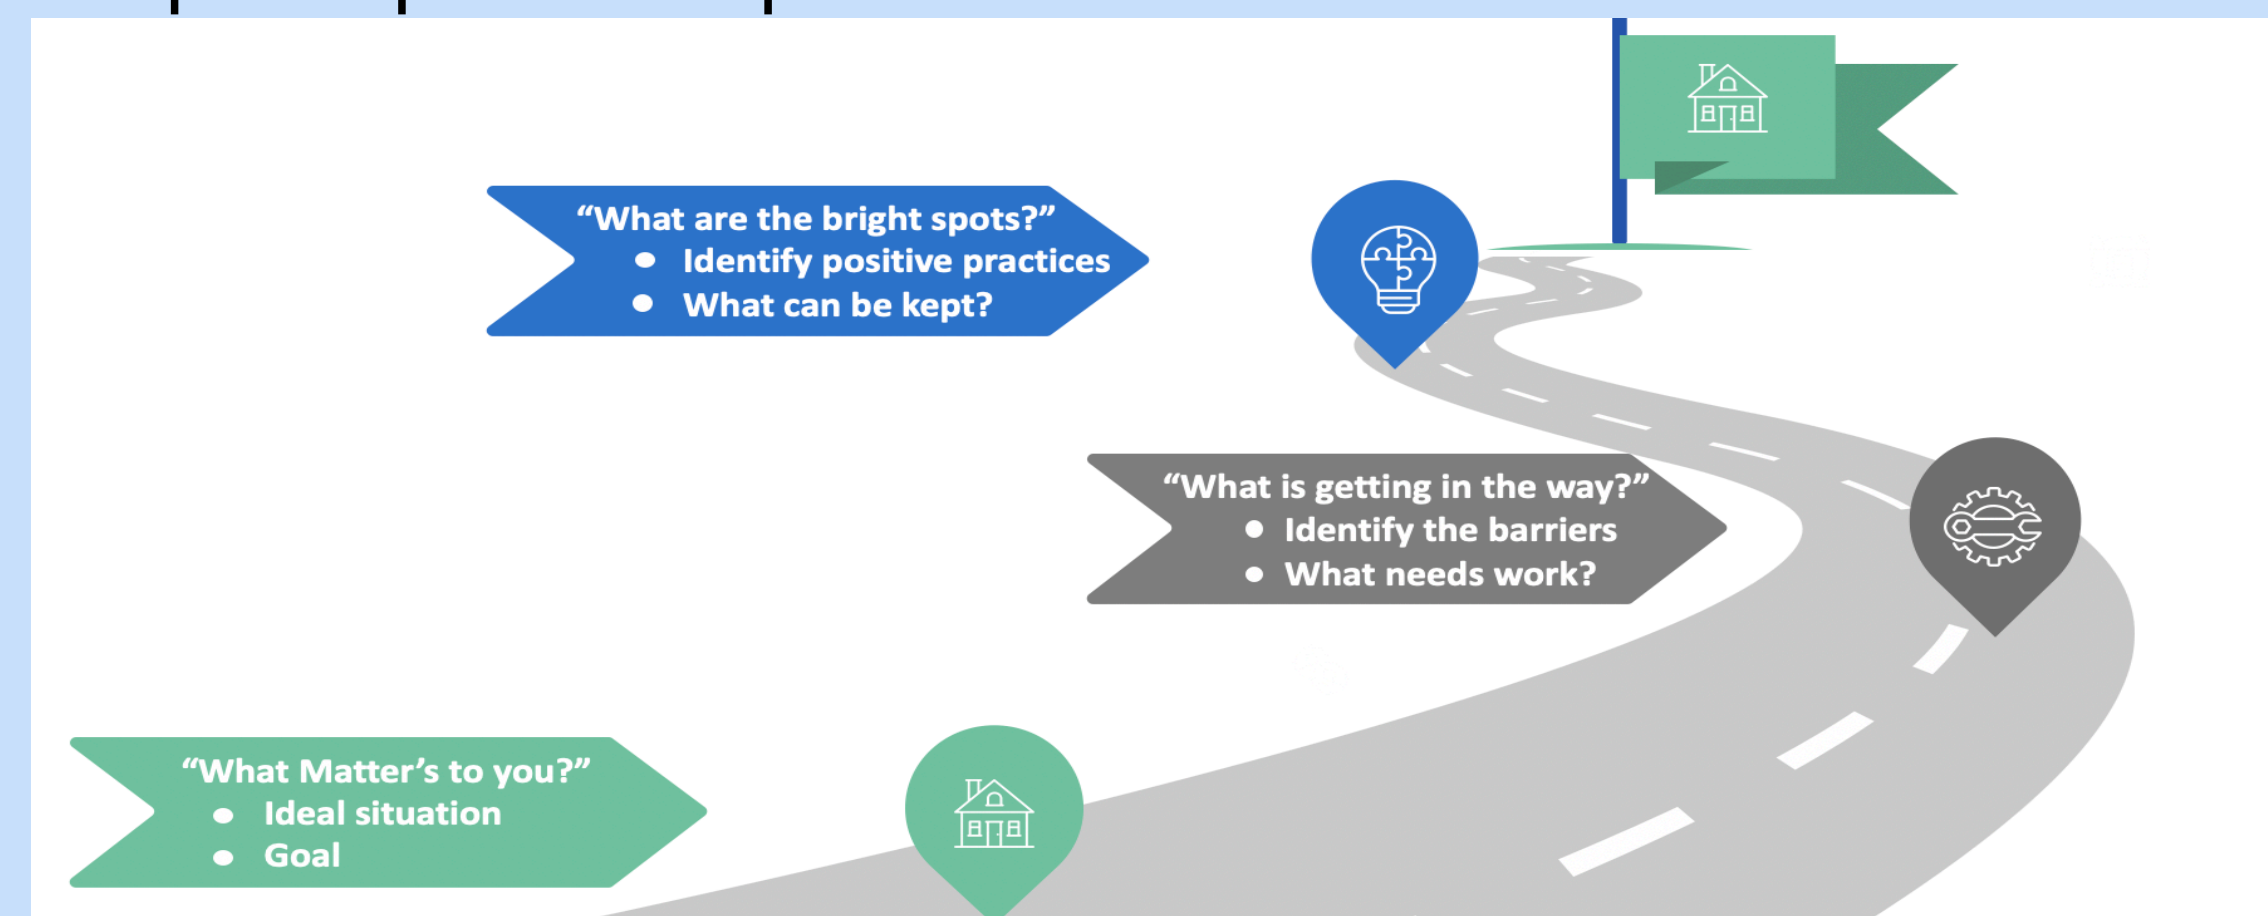 “What are the bright spots?”
● Identify positive practices
● What can be kept?
“What is getting in the way?”
● Identify the barriers
● What needs work?
“What Matter’s to you?”
● Ideal situation
● Goal